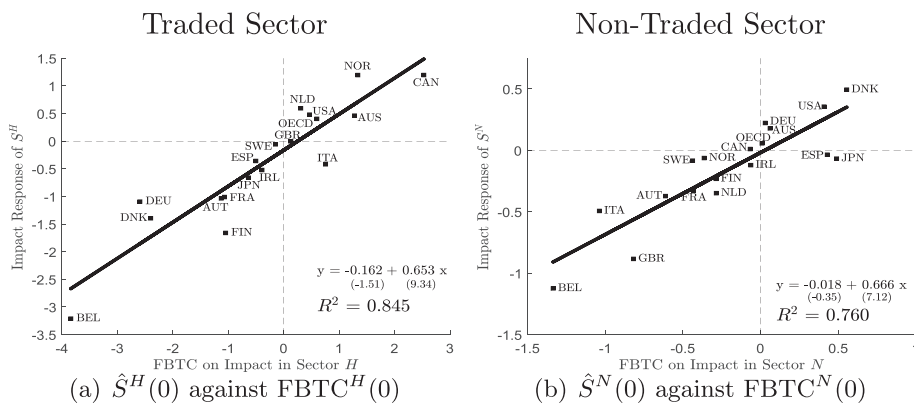 Traded Sector
Non-Traded Sector
Impact Response of S^H
1.5
1
0.5
0
-0.5
-1
-1.5
-2
-2.5
-3
-3.5
NOR
CAN
NLD
USA
OECD
AUS
GBR
SWE
ESP
ITA
IRL
JPN
DEU
FRA
AUT
DNK
FIN
BEL
y = -0.162 + 0.653 x
(-1.51) (9.34)
R² = 0.845
-4 -3 -2 -1 0 1 2 3
FBTC on Impact in Sector H
Impact Response of S^N
0.5
0
-0.5
-1
-1.5
DNK
USA
DEU
AUS
OECD
CAN
ESP
JPN
SWE
NOR
IRL
FIN
AUT
FRA
NLD
ITA
GBR
BEL
y = -0.018 + 0.666 x
(-0.35) (7.12)
R² = 0.760
-1.5 -1 -0.5 0 0.5 1
FBTC on Impact in Sector N
(a) Ŝ^H(0) against FBTC^H(0)
(b) Ŝ^N(0) against FBTC^N(0)